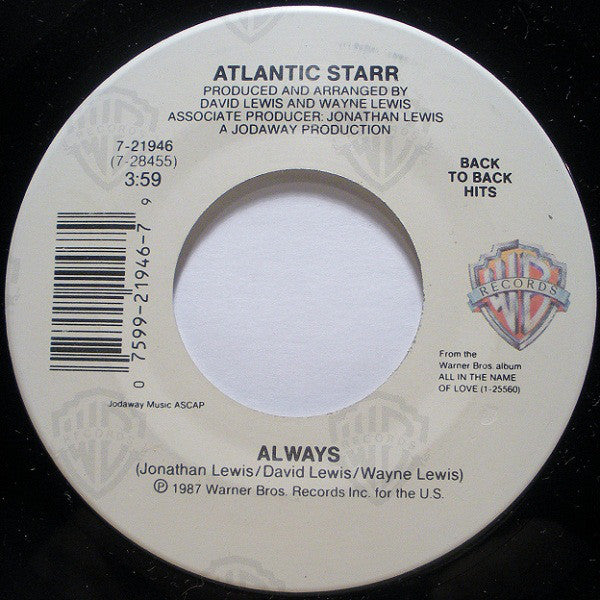 ATLANTIC STARR
PRODUCED AND ARRANGED BY
DAVID LEWIS AND WAYNE LEWIS
ASSOCIATE PRODUCER: JONATHAN LEWIS
A JODAWAY PRODUCTION
7-21946
(7-28455)
3:59
BACK
TO BACK
HITS
0 7599-21946-7 9
WB
RECORDS
From the
Warner Bros. album
ALL IN THE NAME
OF LOVE (1-25560)
Jodaway Music ASCAP
ALWAYS
(Jonathan Lewis/David Lewis/Wayne Lewis)
Ⓟ 1987 Warner Bros. Records Inc. for the U.S.